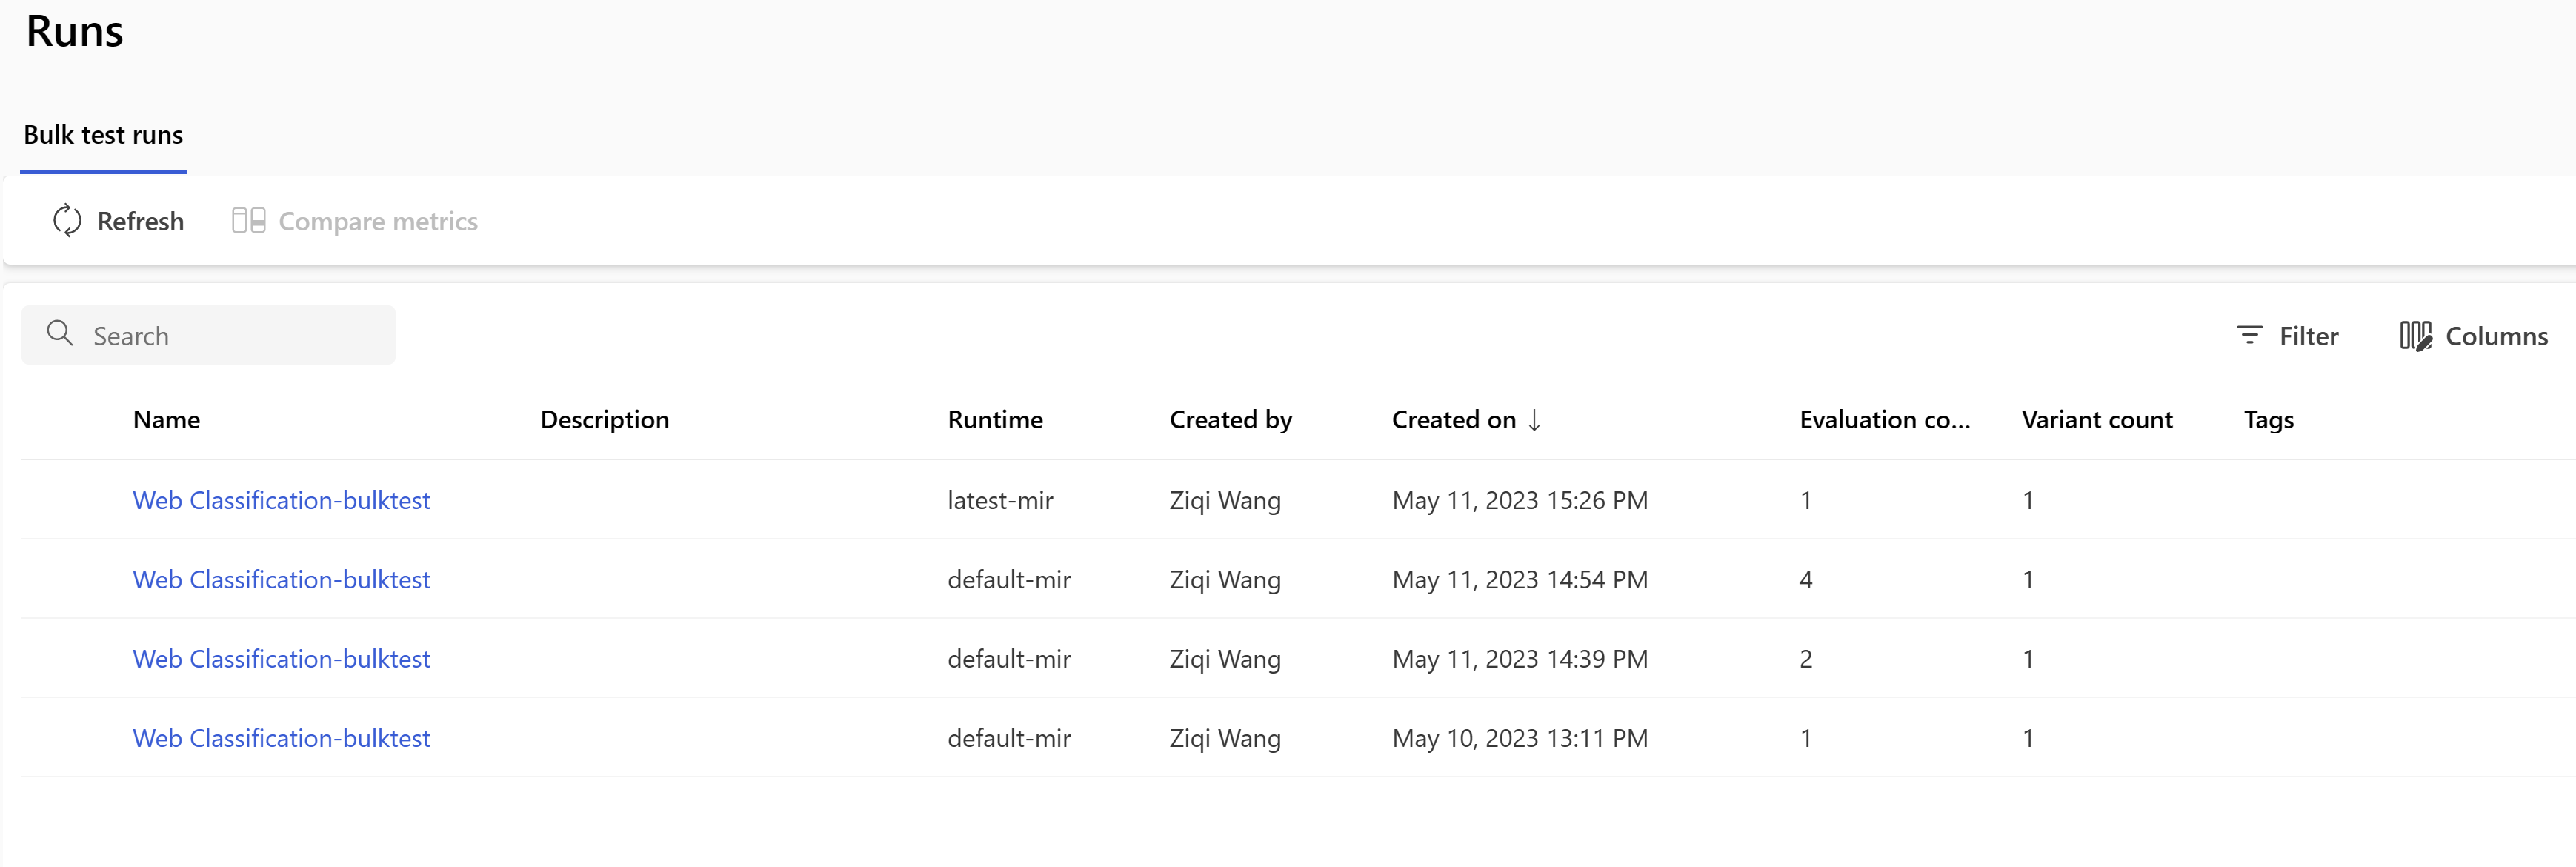 Runs
Bulk test runs
Refresh Compare metrics
Search Filter Columns
Name Description Runtime Created by Created on ↓ Evaluation co... Variant count Tags
Web Classification-bulktest latest-mir Ziqi Wang May 11, 2023 15:26 PM 1 1
Web Classification-bulktest default-mir Ziqi Wang May 11, 2023 14:54 PM 4 1
Web Classification-bulktest default-mir Ziqi Wang May 11, 2023 14:39 PM 2 1
Web Classification-bulktest default-mir Ziqi Wang May 10, 2023 13:11 PM 1 1